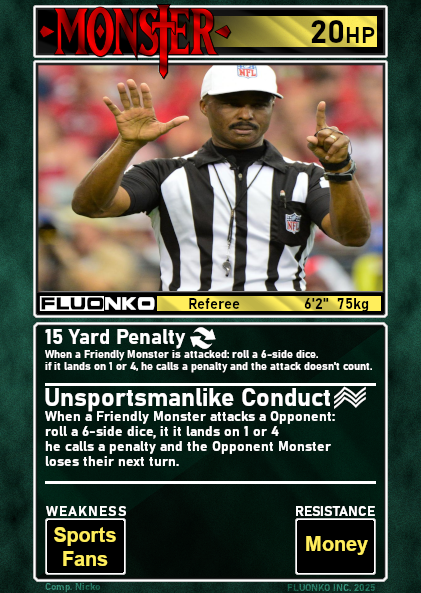 MONSTER
20HP
NFL
NFL
FLUONKO
Referee
6'2" 75kg
15 Yard Penalty
When a Friendly Monster is attacked: roll a 6-side dice.
if it lands on 1 or 4, he calls a penalty and the attack doesn't count.
Unsportsmanlike Conduct
When a Friendly Monster attacks a Opponent:
roll a 6-side dice, it it lands on 1 or 4
he calls a penalty and the Opponent Monster
loses their next turn.
WEAKNESS
RESISTANCE
Sports
Fans
Money
Comp. Nicko
FLUONKO INC. 2025